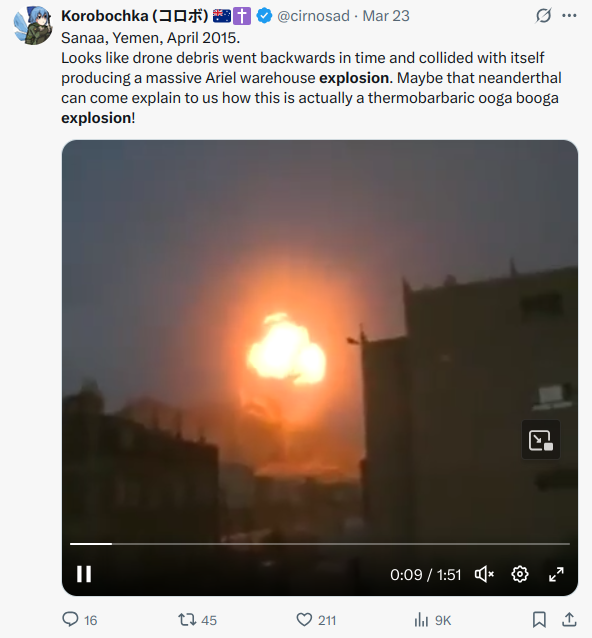 Korobochka (コロボ) 🇦🇺✝️ @cirnosad · Mar 23
Sanaa, Yemen, April 2015.
Looks like drone debris went backwards in time and collided with itself
producing a massive Ariel warehouse explosion. Maybe that neanderthal
can come explain to us how this is actually a thermobarbaric ooga booga
explosion!
0:09 / 1:51
16 45 211 9K